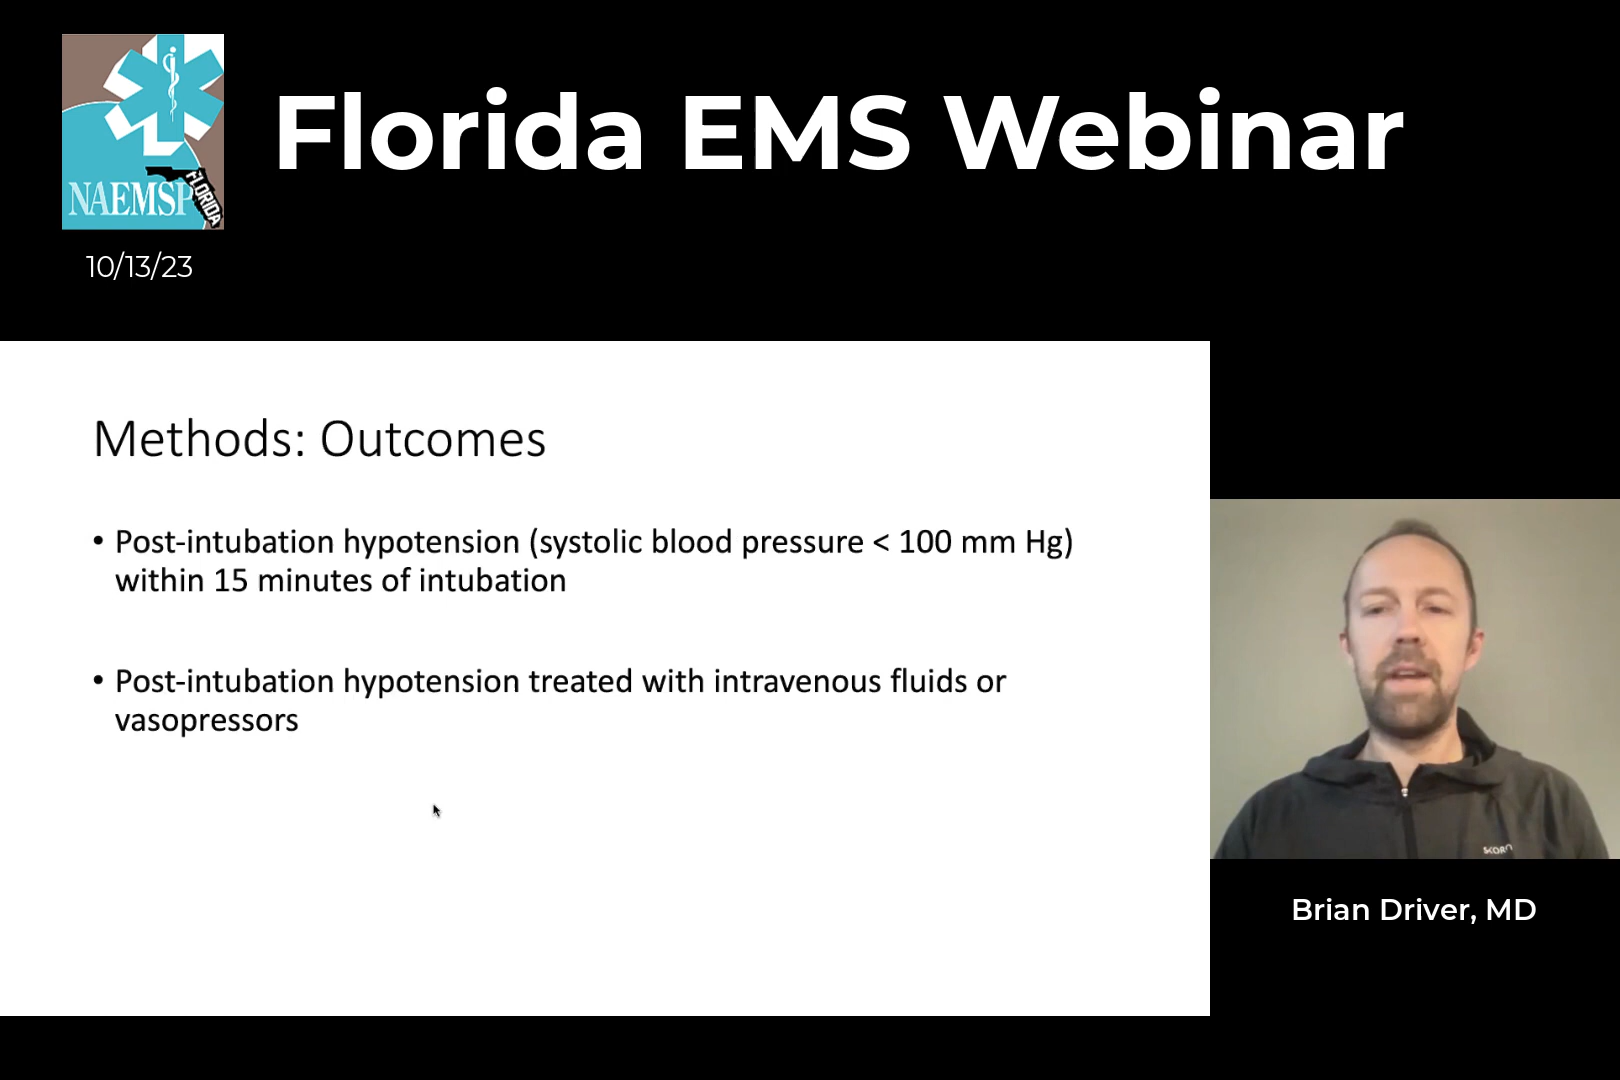 Florida EMS Webinar
NAEMSP
FLORIDA
10/13/23
Methods: Outcomes
• Post-intubation hypotension (systolic blood pressure < 100 mm Hg)
within 15 minutes of intubation
• Post-intubation hypotension treated with intravenous fluids or
vasopressors
Brian Driver, MD